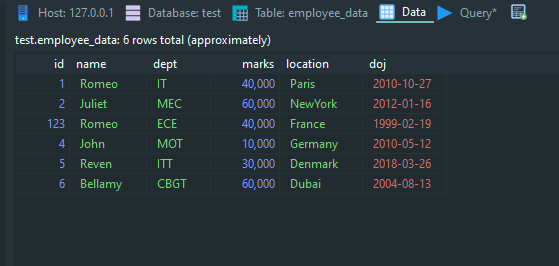 Host: 127.0.0.1 Database: test Table: employee_data Data Query*
test.employee_data: 6 rows total (approximately)
id name dept marks location doj
1 Romeo IT 40,000 Paris 2010-10-27
2 Juliet MEC 60,000 NewYork 2012-01-16
123 Romeo ECE 40,000 France 1999-02-19
4 John MOT 10,000 Germany 2010-05-12
5 Reven ITT 30,000 Denmark 2018-03-26
6 Bellamy CBGT 60,000 Dubai 2004-08-13